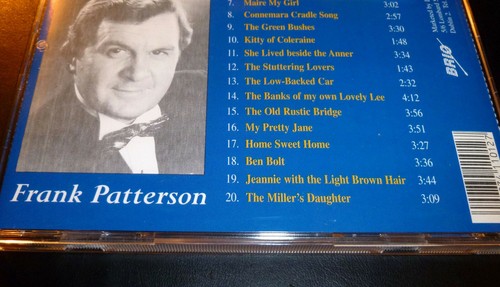 7. Maire My Girl 3:02
8. Connemara Cradle Song 2:57
9. The Green Bushes 3:30
10. Kitty of Coleraine 1:48
11. She Lived beside the Anner 3:34
12. The Stuttering Lovers 1:43
13. The Low-Backed Car 2:32
14. The Banks of my own Lovely Lee 4:12
15. The Old Rustic Bridge 3:56
16. My Pretty Jane 3:51
17. Home Sweet Home 3:27
18. Ben Bolt 3:36
19. Jeannie with the Light Brown Hair 3:44
20. The Miller's Daughter 3:09
Frank Patterson
BRIO